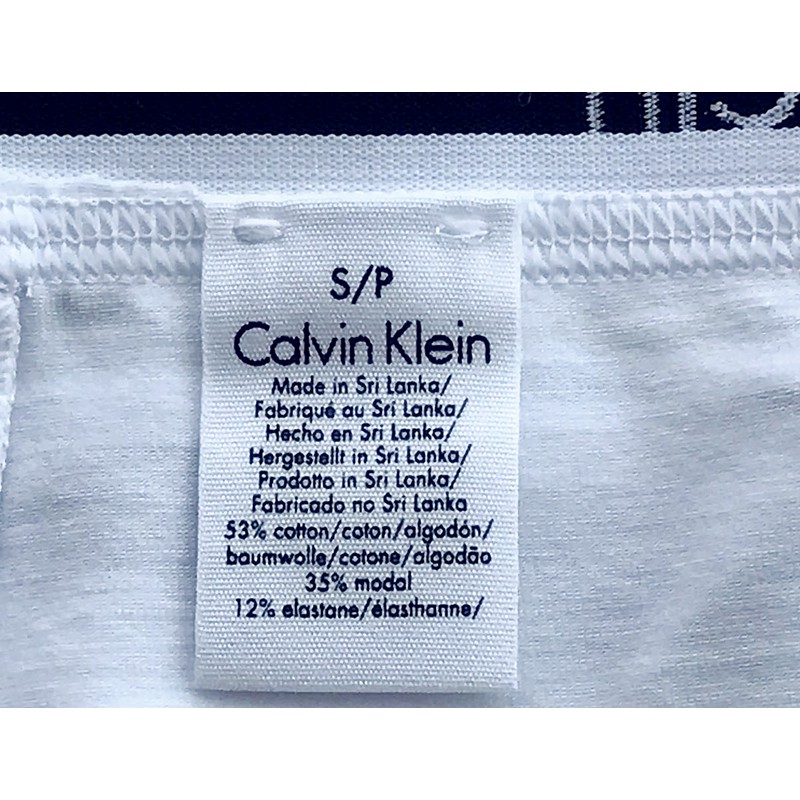 S/P
Calvin Klein
Made in Sri Lanka/
Fabriqué au Sri Lanka/
Hecho en Sri Lanka/
Hergestellt in Sri Lanka/
Prodotto in Sri Lanka/
Fabricado no Sri Lanka
53% cotton/coton/algodón/
baumwolle/cotone/algodão
35% modal
12% elastane/élasthanne/